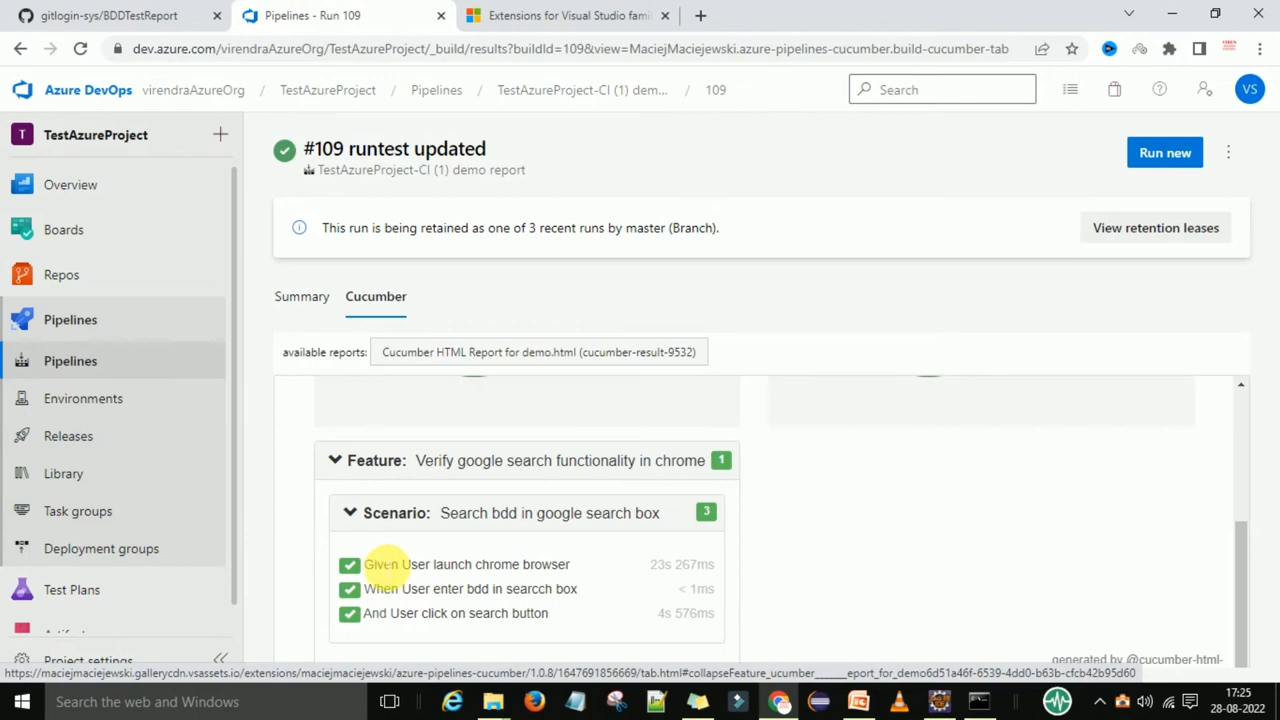 gitlogin-sys/BDDTestReport
Pipelines - Run 109
Extensions for Visual Studio fami
dev.azure.com/virendraAzureOrg/TestAzureProject/_build/results?buildId=109&view=MaciejMaciejewski.azure-pipelines-cucumber.build-cucumber-tab
Azure DevOps virendraAzureOrg / TestAzureProject / Pipelines / TestAzureProject-CI (1) dem... / 109
Search
VS
T TestAzureProject
Overview
Boards
Repos
Pipelines
Pipelines
Environments
Releases
Library
Task groups
Deployment groups
Test Plans
Project settings
#109 runtest updated
TestAzureProject-CI (1) demo report
Run new
This run is being retained as one of 3 recent runs by master (Branch).
View retention leases
Summary Cucumber
available reports: Cucumber HTML Report for demo.html (cucumber-result-9532)
Feature: Verify google search functionality in chrome 1
Scenario: Search bdd in google search box 3
Given User launch chrome browser 23s 267ms
When User enter bdd in searcch box < 1ms
And User click on search button 4s 576ms
generated by @cucumber-html-
https://maciejmaciejewski.gallerycdn.vsassets.io/extensions/maciejmaciejewski/azure-pipelines-cucumber/1.0.8/1647691856669/tab.html#collapseFeature_ucumber______eport_for_demo6d51a46f-6539-4dd0-b63b-cfcb42b95d60
Search the web and Windows
17:25
28-08-2022